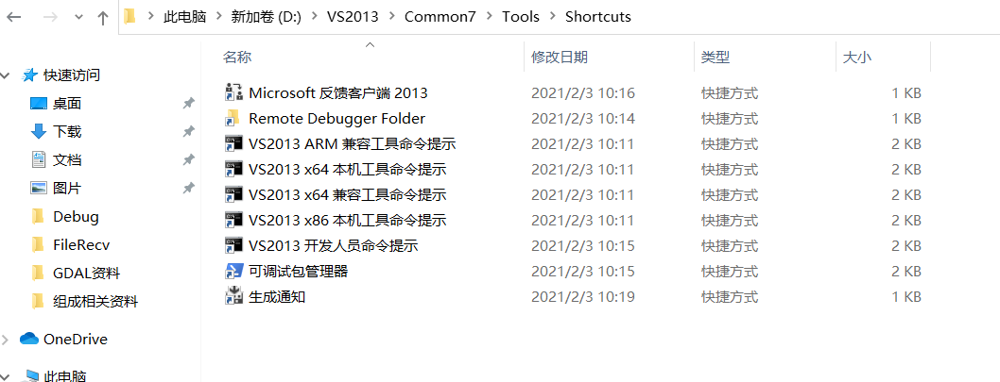 此电脑 > 新加卷 (D:) > VS2013 > Common7 > Tools > Shortcuts
名称 修改日期 类型 大小
快速访问
桌面
下载
文档
图片
Debug
FileRecv
GDAL资料
组成相关资料
OneDrive
此电脑
Microsoft 反馈客户端 2013 2021/2/3 10:16 快捷方式 1 KB
Remote Debugger Folder 2021/2/3 10:14 快捷方式 1 KB
VS2013 ARM 兼容工具命令提示 2021/2/3 10:11 快捷方式 2 KB
VS2013 x64 本机工具命令提示 2021/2/3 10:11 快捷方式 2 KB
VS2013 x64 兼容工具命令提示 2021/2/3 10:11 快捷方式 2 KB
VS2013 x86 本机工具命令提示 2021/2/3 10:11 快捷方式 2 KB
VS2013 开发人员命令提示 2021/2/3 10:15 快捷方式 2 KB
可调试包管理器 2021/2/3 10:15 快捷方式 2 KB
生成通知 2021/2/3 10:19 快捷方式 1 KB